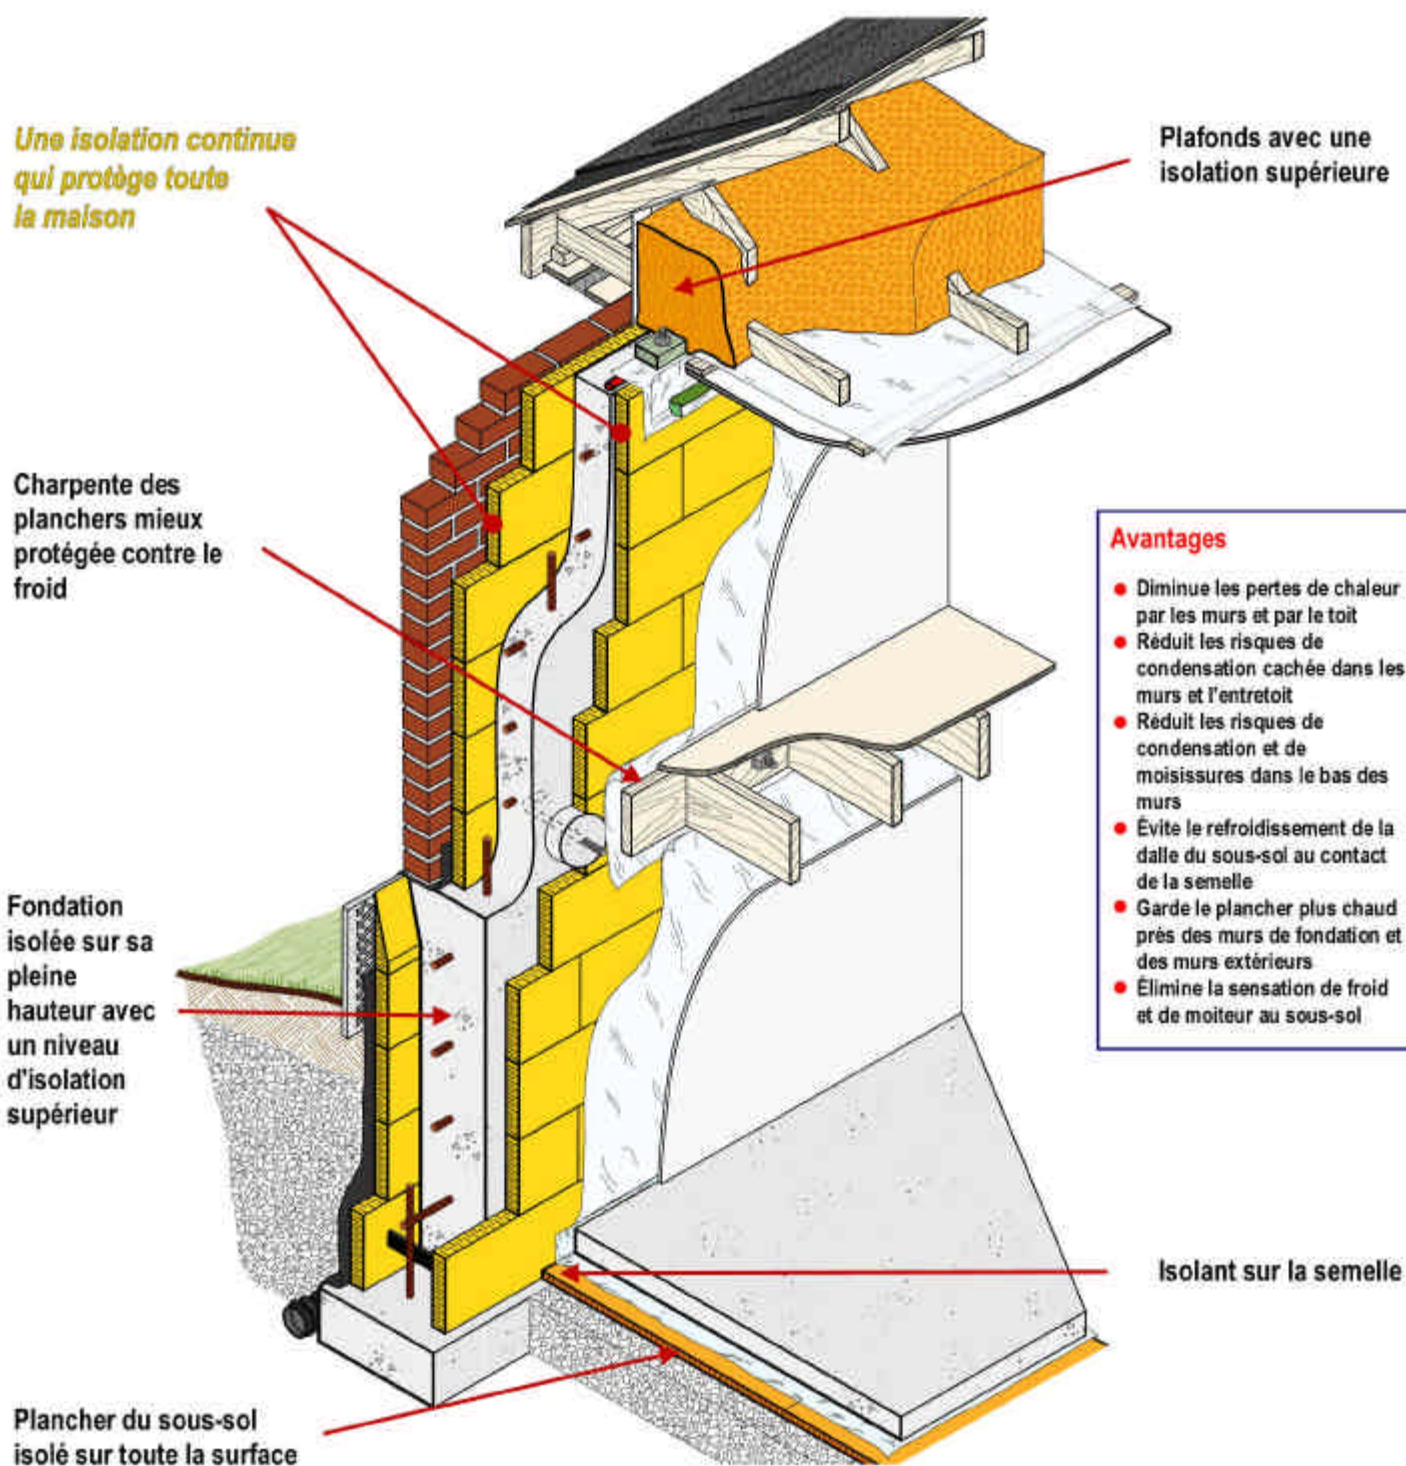 Une isolation continue
qui protège toute
la maison
Plafonds avec une
isolation supérieure
Charpente des
planchers mieux
protégée contre le
froid
Avantages
Diminue les pertes de chaleur
par les murs et par le toit
Réduit les risques de
condensation cachée dans les
murs et l'entretoit
Réduit les risques de
condensation et de
moisissures dans le bas des
murs
Évite le refroidissement de la
dalle du sous-sol au contact
de la semelle
Garde le plancher plus chaud
près des murs de fondation et
des murs extérieurs
Élimine la sensation de froid
et de moiteur au sous-sol
Fondation
isolée sur sa
pleine
hauteur avec
un niveau
d'isolation
supérieur
Isolant sur la semelle
Plancher du sous-sol
isolé sur toute la surface